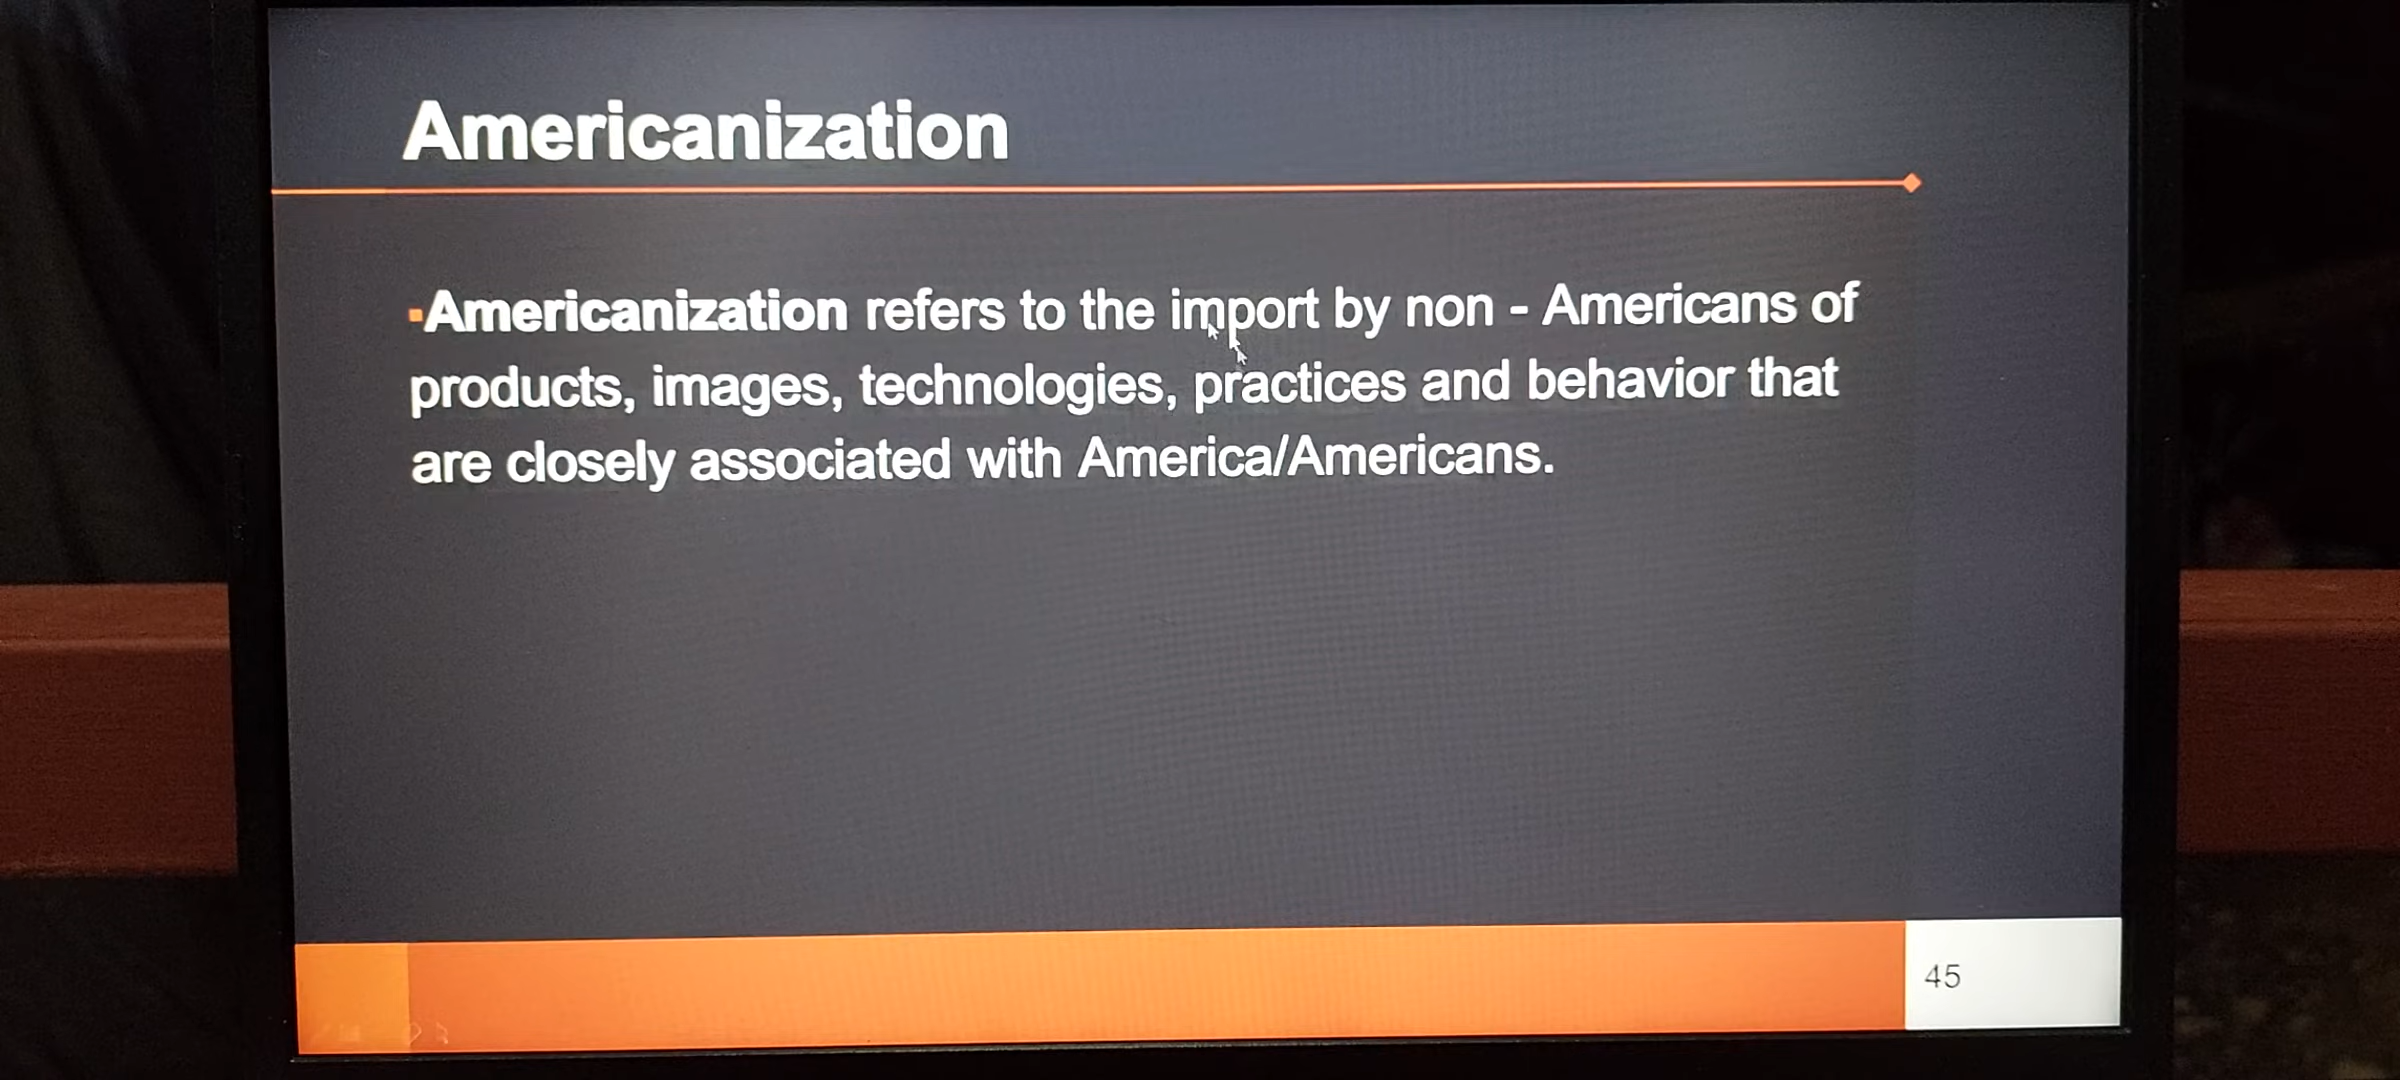 Americanization
▪Americanization refers to the import by non - Americans of
products, images, technologies, practices and behavior that
are closely associated with America/Americans.
45